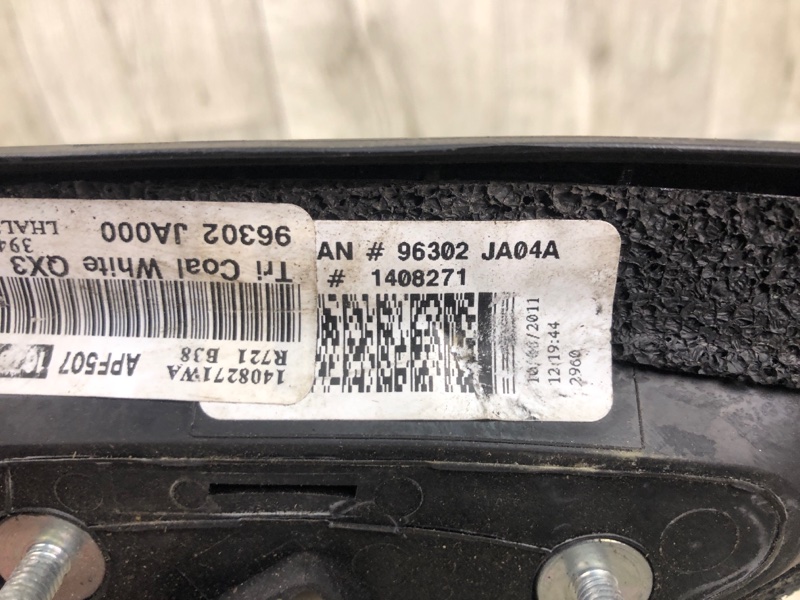 AN # 96302 JA04A
# 1408271
12:19:44
2960
1408271WA
R721 B38
APF507
Tri Coal White QX3
96302 JA000